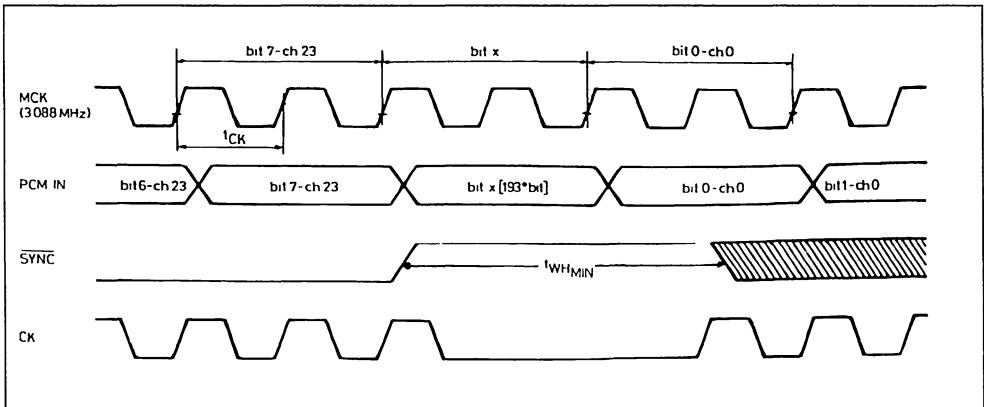 bit 7-ch 23
bit x
bit 0-ch0
MCK
(3088 MHz)
tCK
PCM IN
bit6-ch 23
bit 7-ch 23
bit x [193°bit]
bit 0-ch0
bit1-ch0
SYNC
tWHMIN
CK